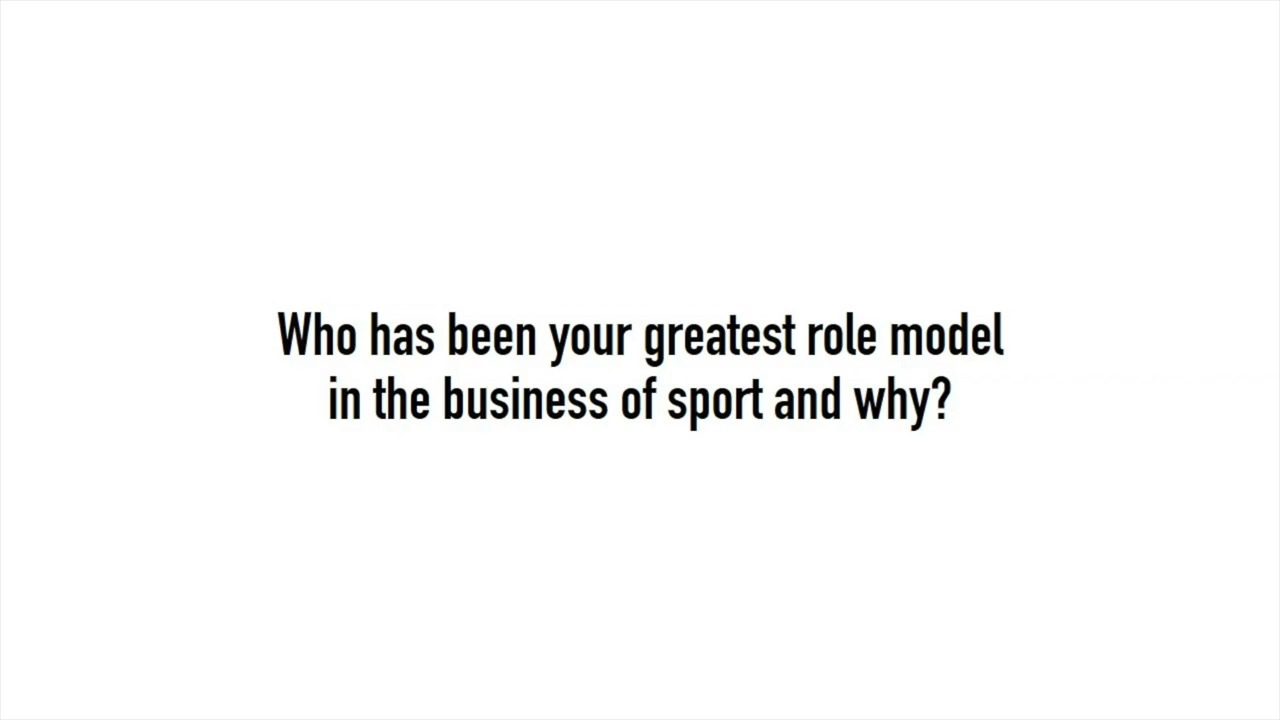 Who has been your greatest role model
in the business of sport and why?